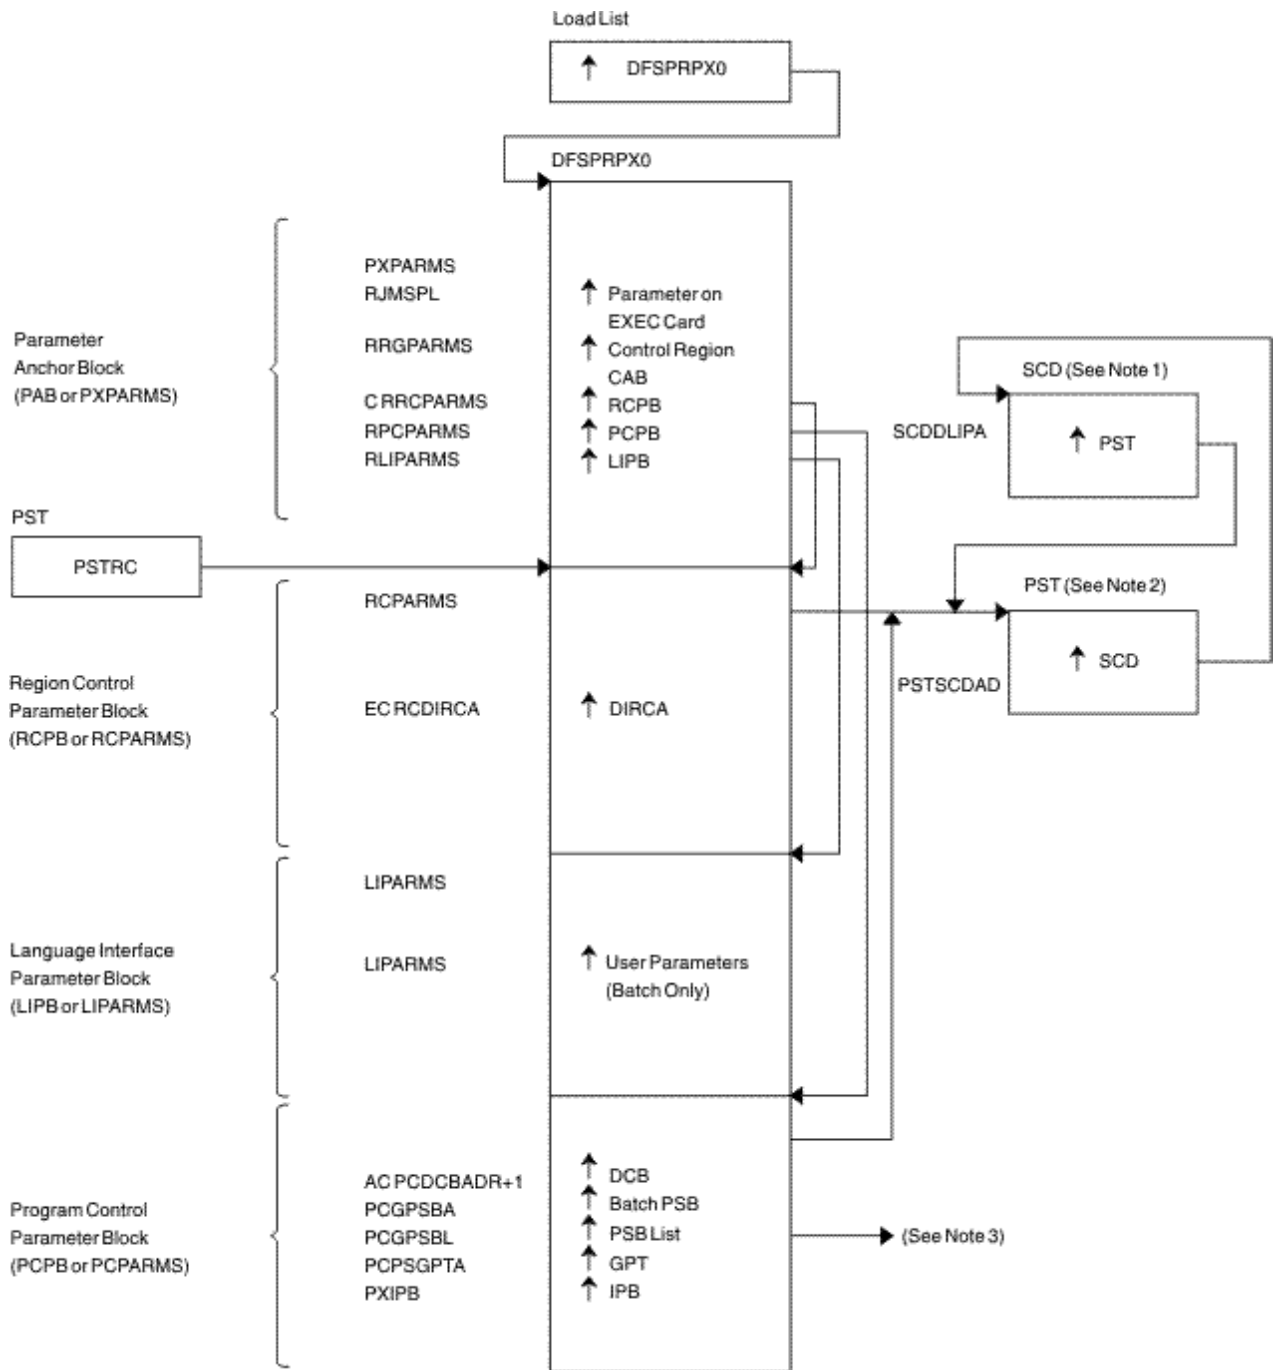 Load List
DFSPRPX0
DFSPRPX0
PXPARMS
RJMSPL
Parameter on
EXEC Card
Parameter
Anchor Block
(PAB or PXPARMS)
RRGPARMS
Control Region
CAB
C RRCPARMS
RCPB
RPCPARMS
PCPB
RLIPARMS
LIPB
SCD (See Note 1)
SCDDLIPA
PST
PST
PSTRC
RCPARMS
PST (See Note 2)
SCD
PSTSCDAD
Region Control
Parameter Block
(RCPB or RCPARMS)
EC RCDIRCA
DIRCA
LIPARMS
Language Interface
Parameter Block
(LIPB or LIPARMS)
LIPARMS
User Parameters
(Batch Only)
Program Control
Parameter Block
(PCPB or PCPARMS)
AC PCDCBADR+1
DCB
PCGPSBA
Batch PSB
PCGPSBL
PSB List
PCPSGPTA
GPT
PXIPB
IPB
(See Note 3)